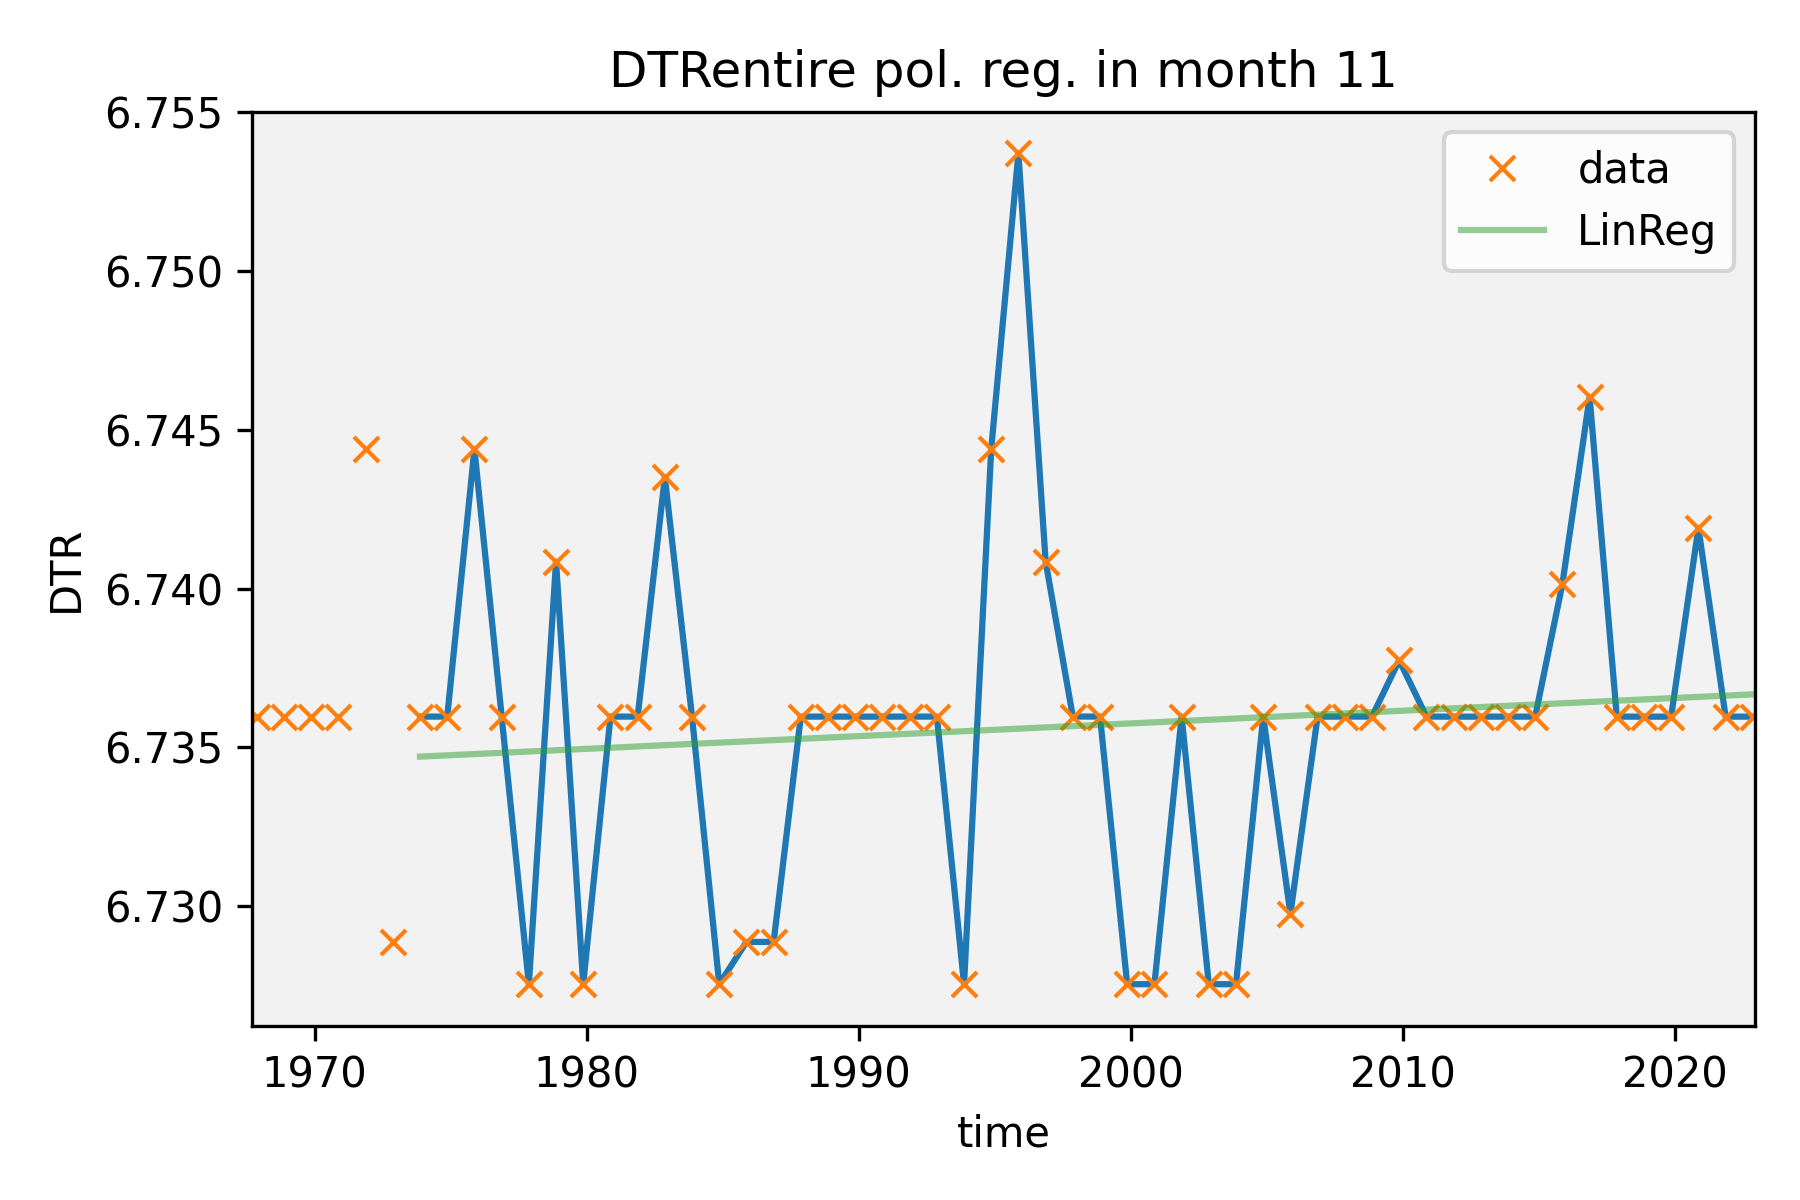 DTRentire pol. reg. in month 11
6.755
6.750
6.745
6.740
6.735
6.730
DTR
data
LinReg
1970 1980 1990 2000 2010 2020
time